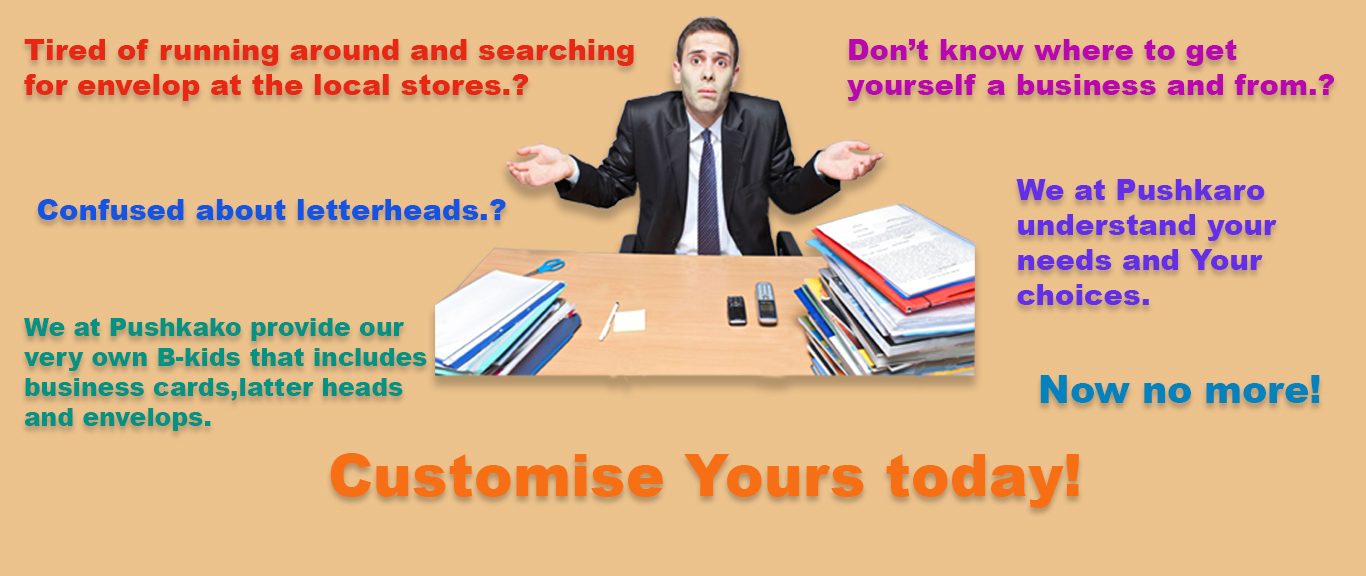 Tired of running around and searching
for envelop at the local stores.?
Don't know where to get
yourself a business and from.?
Confused about letterheads.?
We at Pushkaro
understand your
needs and Your
choices.
We at Pushkako provide our
very own B-kids that includes
business cards,latter heads
and envelops.
Now no more!
Customise Yours today!